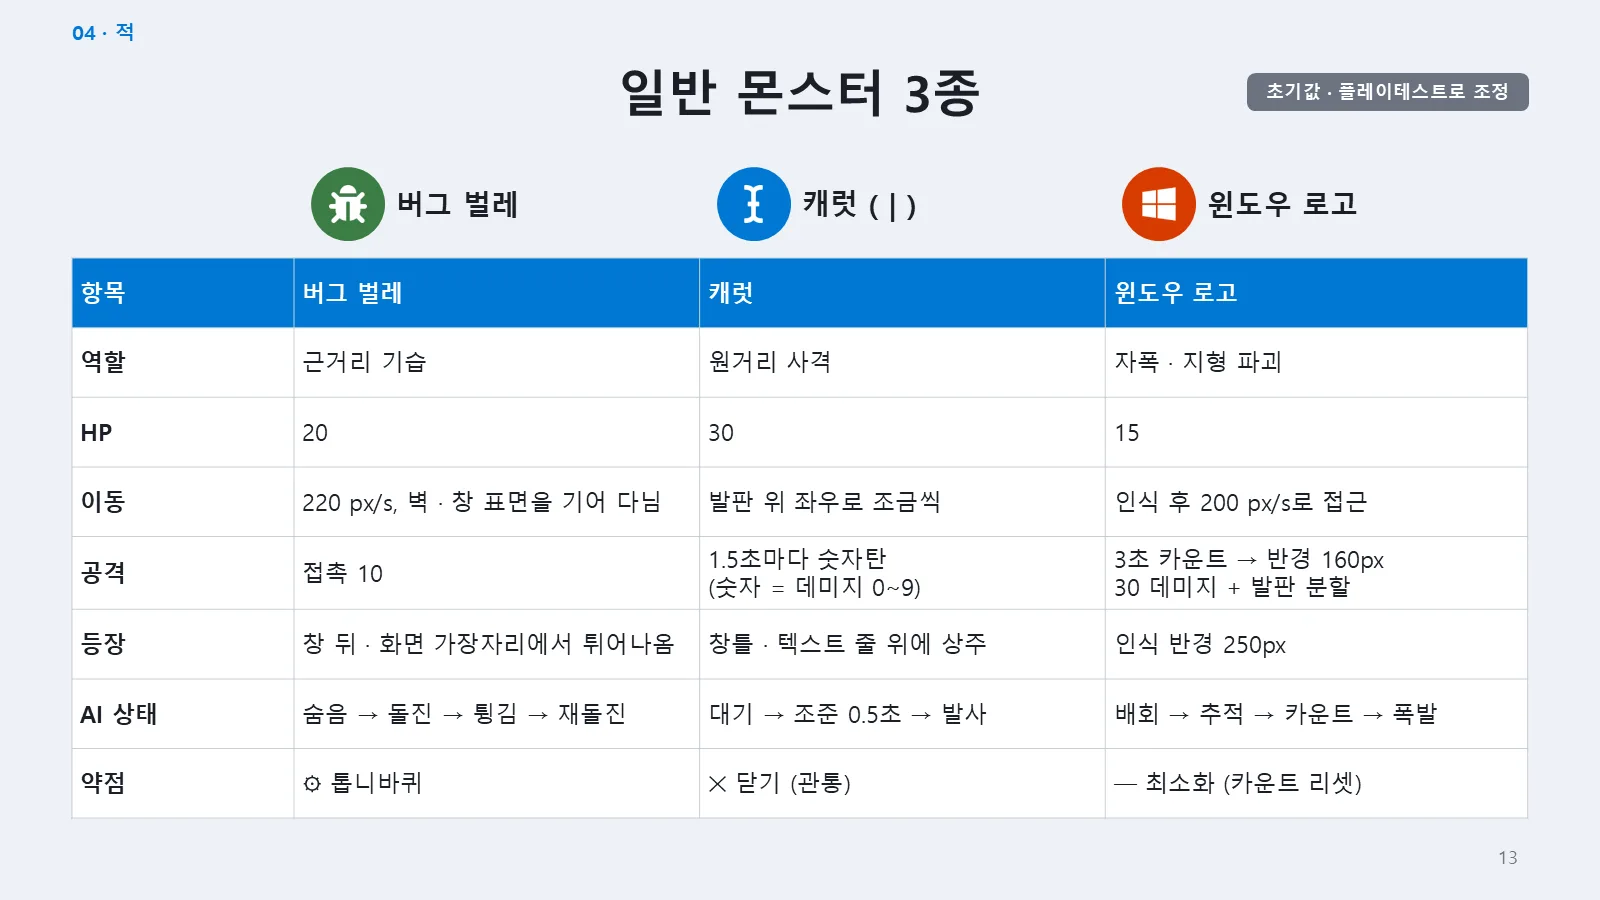 04 · 적
일반 몬스터 3종
초기값 · 플레이테스트로 조정
버그 벌레
캐럿 ( | )
윈도우 로고
항목 버그 벌레 캐럿 윈도우 로고
역할 근거리 기습 원거리 사격 자폭 · 지형 파괴
HP 20 30 15
이동 220 px/s, 벽 · 창 표면을 기어 다님 발판 위 좌우로 조금씩 인식 후 200 px/s로 접근
공격 접촉 10
1.5초마다 숫자탄
(숫자 = 데미지 0~9)
3초 카운트 → 반경 160px
30 데미지 + 발판 분할
등장 창 뒤 · 화면 가장자리에서 튀어나옴 창틀 · 텍스트 줄 위에 상주 인식 반경 250px
AI 상태 숨음 → 돌진 → 튕김 → 재돌진 대기 → 조준 0.5초 → 발사 배회 → 추적 → 카운트 → 폭발
약점 ⚙ 톱니바퀴 ✕ 닫기 (관통) — 최소화 (카운트 리셋)
13